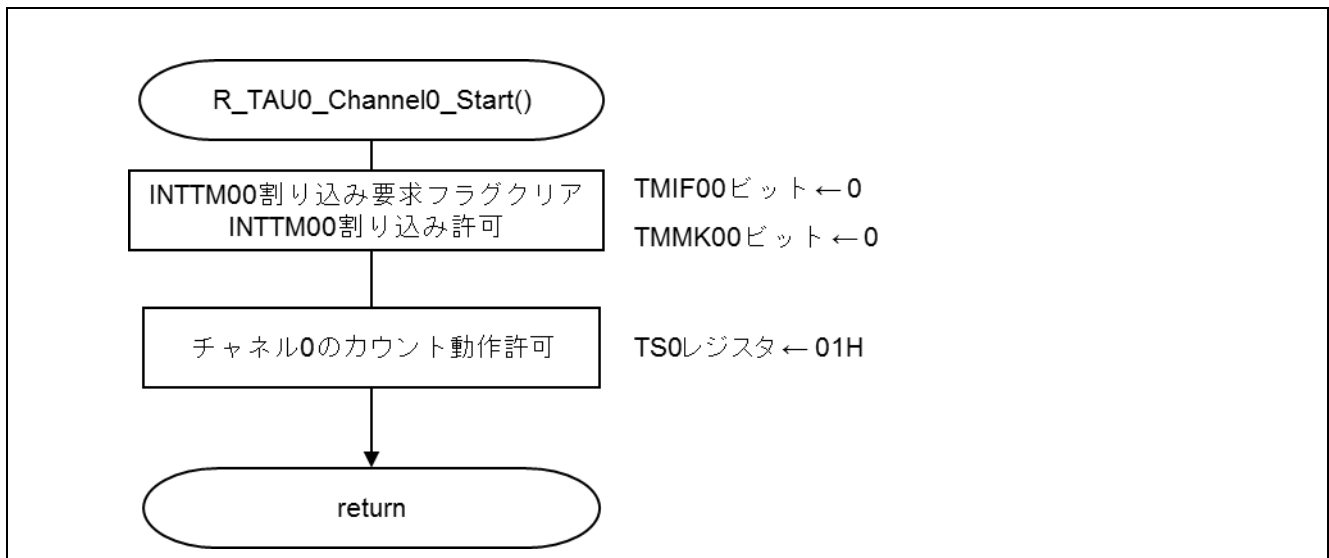 R_TAU0_Channel0_Start()
INTTM00割り込み要求フラグクリア
INTTM00割り込み許可
TMIF00ビット ← 0
TMMK00ビット ← 0
チャネル0のカウント動作許可
TS0レジスタ ← 01H
return